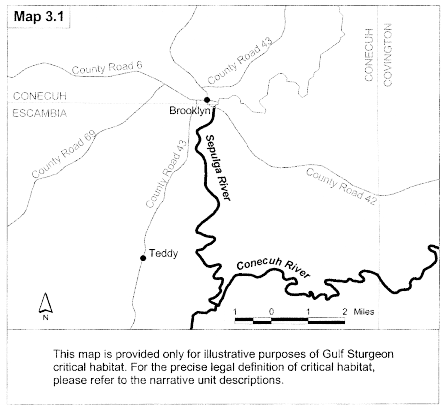 Map 3.1
County Road 6
County Road 43
CONECUH
COVINGTON
CONECUH
ESCAMBIA
Brooklyn
County Road 69
County Road 43
Sepulga River
County Road 42
Teddy
Conecuh River
N
1 0 1 2 Miles
This map is provided only for illustrative purposes of Gulf Sturgeon
critical habitat. For the precise legal definition of critical habitat,
please refer to the narrative unit descriptions.